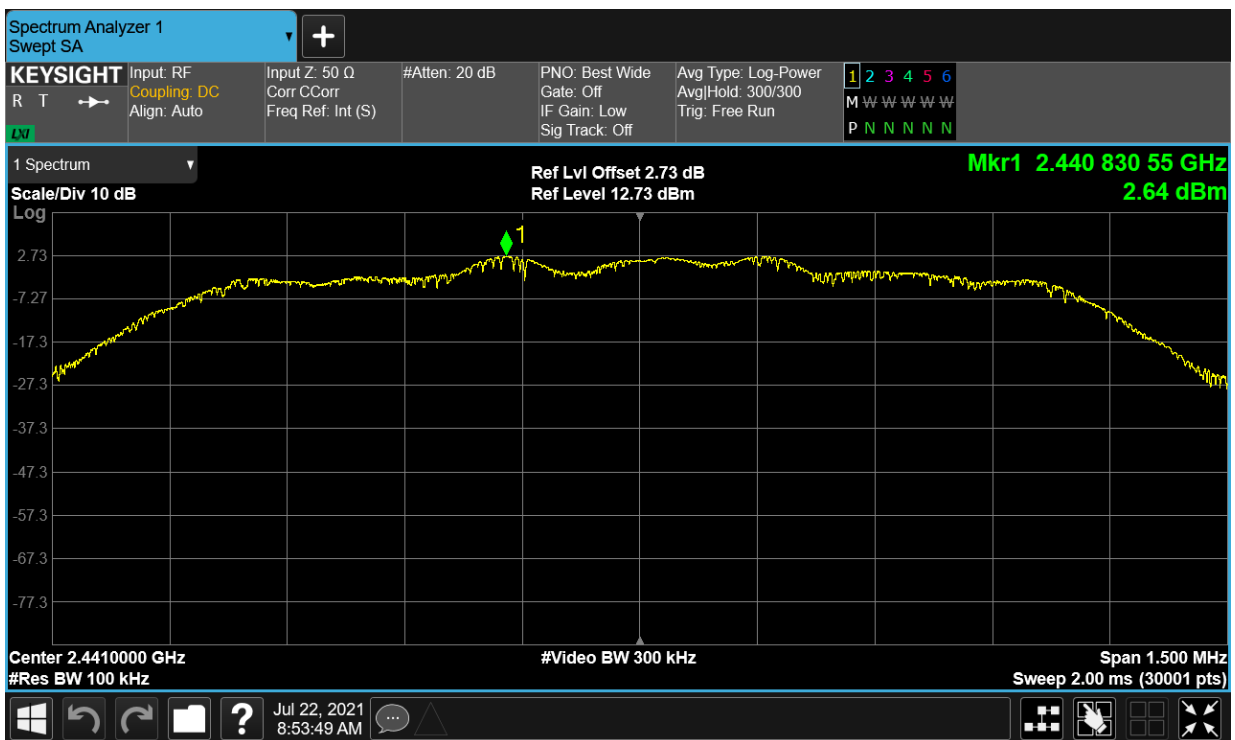 Spectrum Analyzer 1
Swept SA
KEYSIGHT
R T
LXI
Input: RF
Coupling: DC
Align: Auto
Input Z: 50 Ω
Corr CCorr
Freq Ref: Int (S)
#Atten: 20 dB
PNO: Best Wide
Gate: Off
IF Gain: Low
Sig Track: Off
Avg Type: Log-Power
Avg|Hold: 300/300
Trig: Free Run
1 2 3 4 5 6
M W W W W W
P N N N N N
1 Spectrum
Scale/Div 10 dB
Log
Ref Lvl Offset 2.73 dB
Ref Level 12.73 dBm
Mkr1 2.440 830 55 GHz
2.64 dBm
1
2.73
-7.27
-17.3
-27.3
-37.3
-47.3
-57.3
-67.3
-77.3
Center 2.4410000 GHz
#Res BW 100 kHz
#Video BW 300 kHz
Span 1.500 MHz
Sweep 2.00 ms (30001 pts)
?
Jul 22, 2021
8:53:49 AM